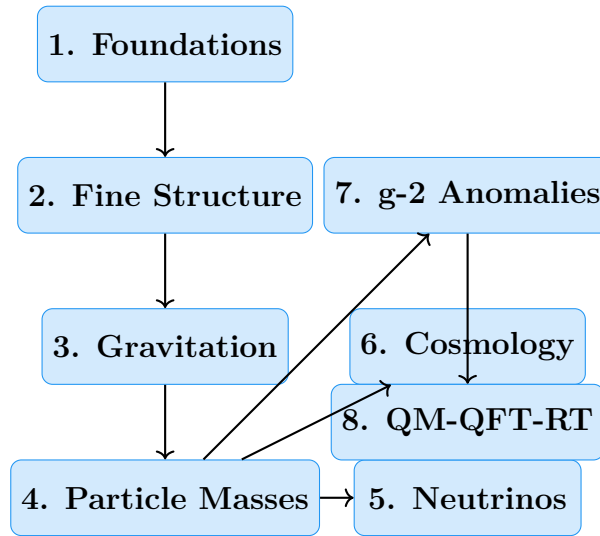 1. Foundations
2. Fine Structure
7. g-2 Anomalies
3. Gravitation
6. Cosmology
8. QM-QFT-RT
4. Particle Masses
5. Neutrinos